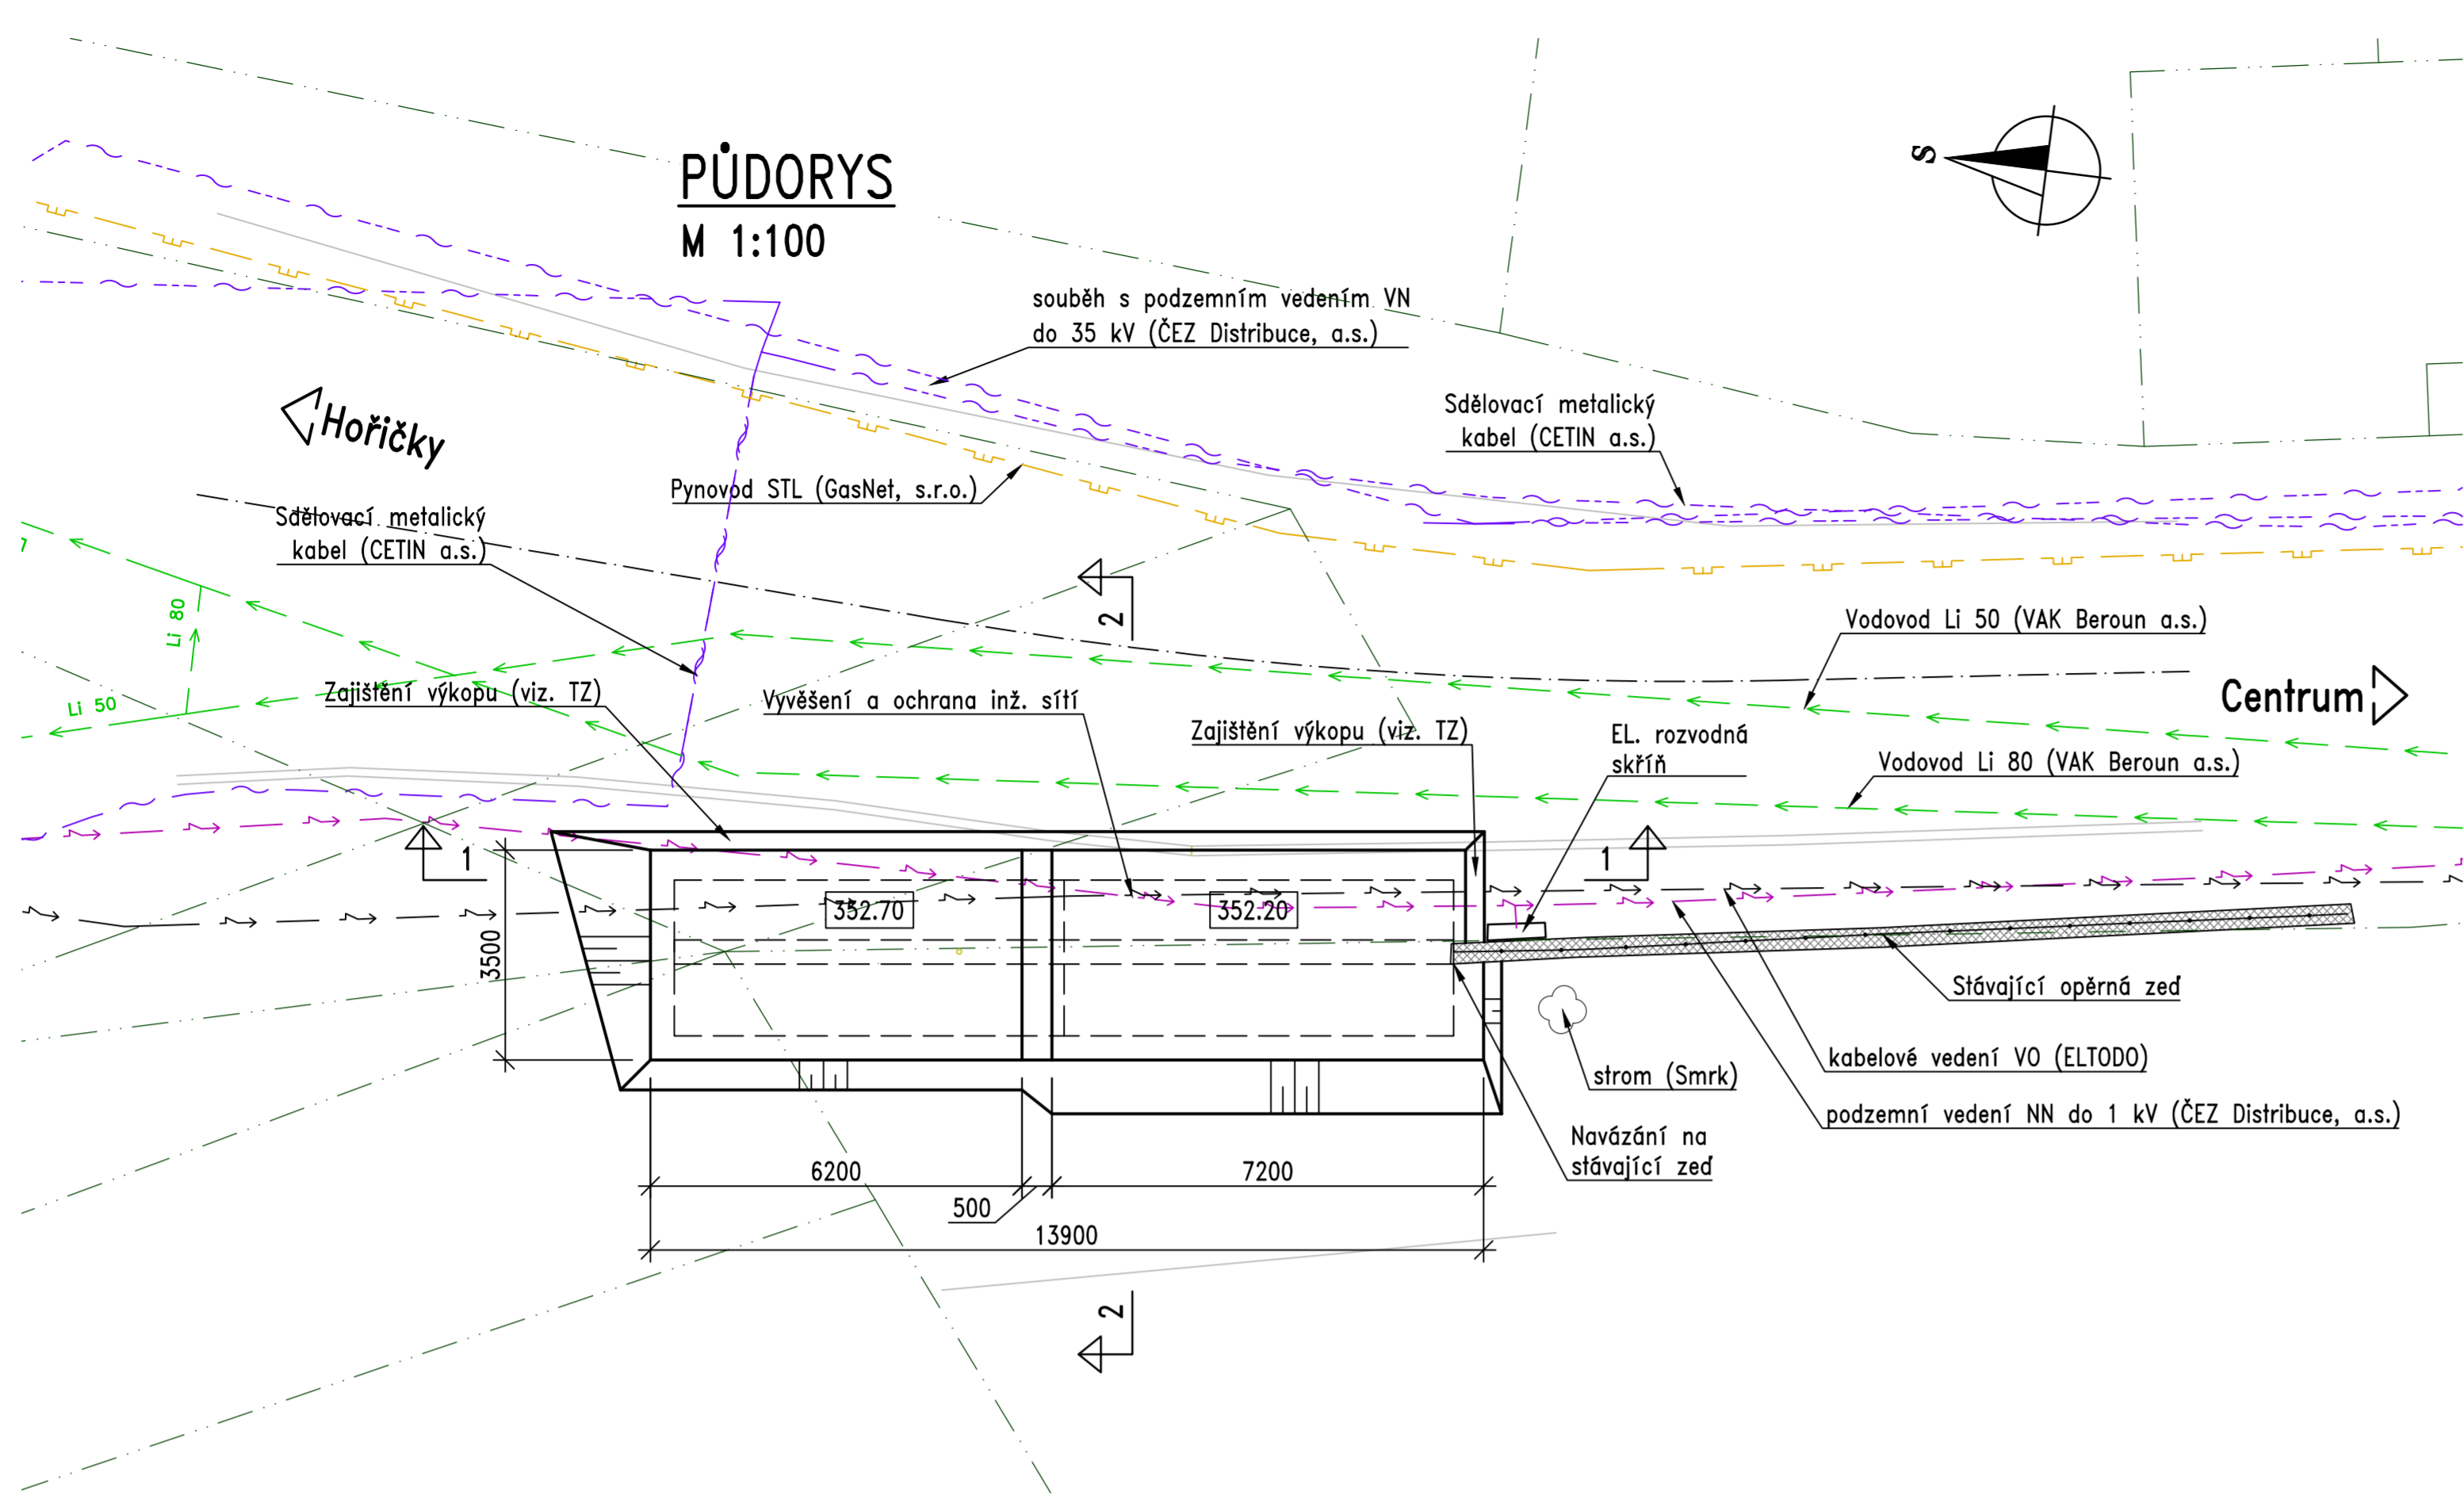 PŮDORYS
M 1:100
S
souběh s podzemním vedením VN
do 35 kV (ČEZ Distribuce, a.s.)
Sdělovací metalický
kabel (CETIN a.s.)
Hořičky
Pynovod STL (GasNet, s.r.o.)
Sdělovací metalický
kabel (CETIN a.s.)
2
Li 80
Li 50
Vodovod Li 50 (VAK Beroun a.s.)
Centrum
Zajištění výkopu (viz. TZ)
Vyvěšení a ochrana inž. sítí
Zajištění výkopu (viz. TZ)
EL. rozvodná
skříň
Vodovod Li 80 (VAK Beroun a.s.)
1
1
352.70
352.20
3500
Stávající opěrná zeď
kabelové vedení VO (ELTODO)
strom (Smrk)
podzemní vedení NN do 1 kV (ČEZ Distribuce, a.s.)
Navázání na
stávající zeď
6200
7200
500
13900
2